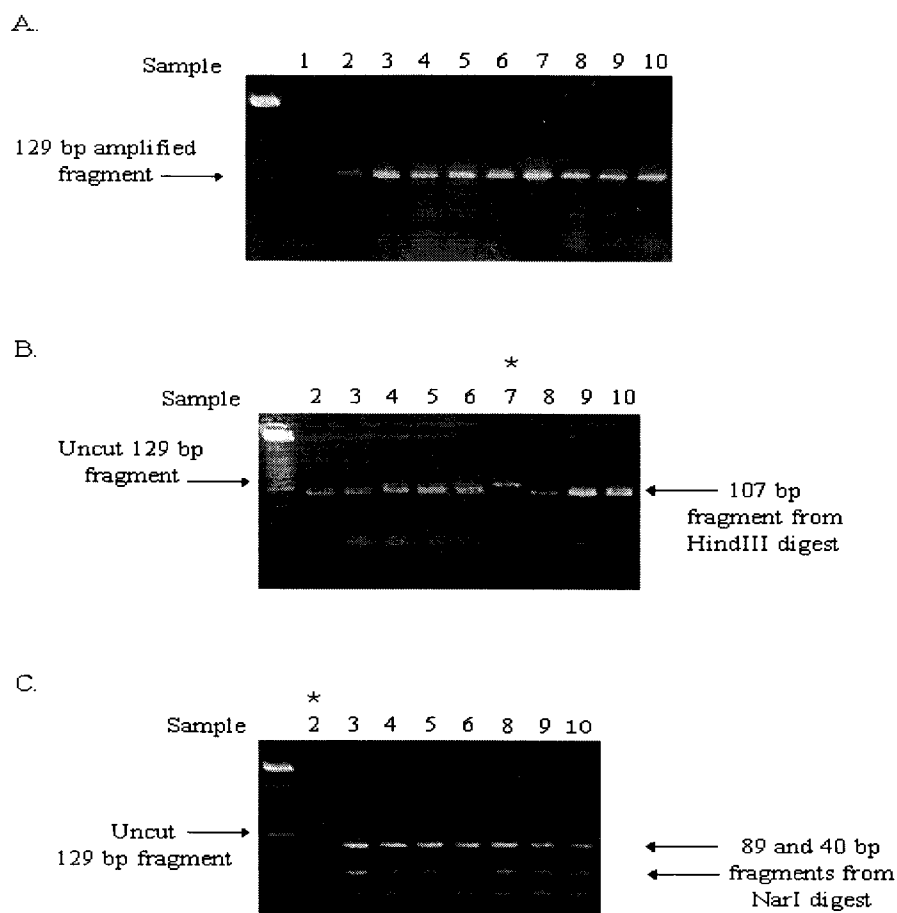 A.
Sample 1 2 3 4 5 6 7 8 9 10
129 bp amplified
fragment
B.
*
Sample 2 3 4 5 6 7 8 9 10
Uncut 129 bp
fragment
107 bp
fragment from
HindIII digest
C.
*
Sample 2 3 4 5 6 8 9 10
Uncut
129 bp fragment
89 and 40 bp
fragments from
NarI digest